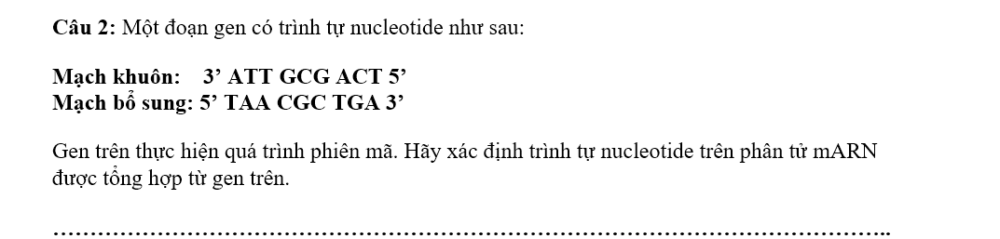 Câu 2: Một đoạn gen có trình tự nucleotide như sau:
Mạch khuôn: 3’ ATT GCG ACT 5’
Mạch bổ sung: 5’ TAA CGC TGA 3’
Gen trên thực hiện quá trình phiên mã. Hãy xác định trình tự nucleotide trên phân tử mARN
được tổng hợp từ gen trên.
……………………………………………………………………………………………..